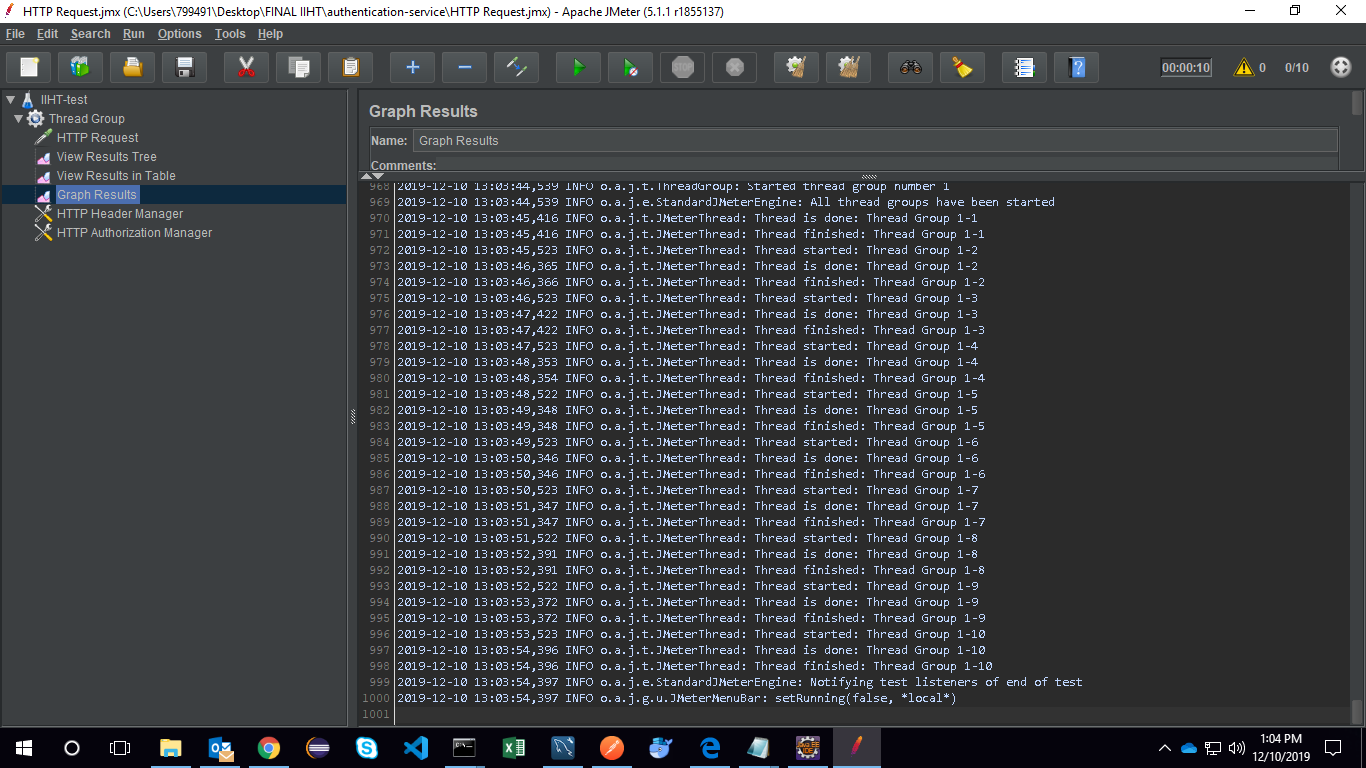 HTTP Request.jmx (C:\Users\799491\Desktop\FINAL IIHT\authentication-service\HTTP Request.jmx) - Apache JMeter (5.1.1 r1855137)
File Edit Search Run Options Tools Help
STOP 00:00:10 0 0/10
IIHT-test
Thread Group
HTTP Request
View Results Tree
View Results in Table
Graph Results
HTTP Header Manager
HTTP Authorization Manager
Graph Results
Name: Graph Results
Comments:
968 2019-12-10 13:03:44,539 INFO o.a.j.t.ThreadGroup: Started thread group number 1
969 2019-12-10 13:03:44,539 INFO o.a.j.e.StandardJMeterEngine: All thread groups have been started
970 2019-12-10 13:03:45,416 INFO o.a.j.t.JMeterThread: Thread is done: Thread Group 1-1
971 2019-12-10 13:03:45,416 INFO o.a.j.t.JMeterThread: Thread finished: Thread Group 1-1
972 2019-12-10 13:03:45,523 INFO o.a.j.t.JMeterThread: Thread started: Thread Group 1-2
973 2019-12-10 13:03:46,365 INFO o.a.j.t.JMeterThread: Thread is done: Thread Group 1-2
974 2019-12-10 13:03:46,366 INFO o.a.j.t.JMeterThread: Thread finished: Thread Group 1-2
975 2019-12-10 13:03:46,523 INFO o.a.j.t.JMeterThread: Thread started: Thread Group 1-3
976 2019-12-10 13:03:47,422 INFO o.a.j.t.JMeterThread: Thread is done: Thread Group 1-3
977 2019-12-10 13:03:47,422 INFO o.a.j.t.JMeterThread: Thread finished: Thread Group 1-3
978 2019-12-10 13:03:47,523 INFO o.a.j.t.JMeterThread: Thread started: Thread Group 1-4
979 2019-12-10 13:03:48,353 INFO o.a.j.t.JMeterThread: Thread is done: Thread Group 1-4
980 2019-12-10 13:03:48,354 INFO o.a.j.t.JMeterThread: Thread finished: Thread Group 1-4
981 2019-12-10 13:03:48,522 INFO o.a.j.t.JMeterThread: Thread started: Thread Group 1-5
982 2019-12-10 13:03:49,348 INFO o.a.j.t.JMeterThread: Thread is done: Thread Group 1-5
983 2019-12-10 13:03:49,348 INFO o.a.j.t.JMeterThread: Thread finished: Thread Group 1-5
984 2019-12-10 13:03:49,523 INFO o.a.j.t.JMeterThread: Thread started: Thread Group 1-6
985 2019-12-10 13:03:50,346 INFO o.a.j.t.JMeterThread: Thread is done: Thread Group 1-6
986 2019-12-10 13:03:50,346 INFO o.a.j.t.JMeterThread: Thread finished: Thread Group 1-6
987 2019-12-10 13:03:50,523 INFO o.a.j.t.JMeterThread: Thread started: Thread Group 1-7
988 2019-12-10 13:03:51,347 INFO o.a.j.t.JMeterThread: Thread is done: Thread Group 1-7
989 2019-12-10 13:03:51,347 INFO o.a.j.t.JMeterThread: Thread finished: Thread Group 1-7
990 2019-12-10 13:03:51,522 INFO o.a.j.t.JMeterThread: Thread started: Thread Group 1-8
991 2019-12-10 13:03:52,391 INFO o.a.j.t.JMeterThread: Thread is done: Thread Group 1-8
992 2019-12-10 13:03:52,391 INFO o.a.j.t.JMeterThread: Thread finished: Thread Group 1-8
993 2019-12-10 13:03:52,522 INFO o.a.j.t.JMeterThread: Thread started: Thread Group 1-9
994 2019-12-10 13:03:53,372 INFO o.a.j.t.JMeterThread: Thread is done: Thread Group 1-9
995 2019-12-10 13:03:53,372 INFO o.a.j.t.JMeterThread: Thread finished: Thread Group 1-9
996 2019-12-10 13:03:53,523 INFO o.a.j.t.JMeterThread: Thread started: Thread Group 1-10
997 2019-12-10 13:03:54,396 INFO o.a.j.t.JMeterThread: Thread is done: Thread Group 1-10
998 2019-12-10 13:03:54,396 INFO o.a.j.t.JMeterThread: Thread finished: Thread Group 1-10
999 2019-12-10 13:03:54,397 INFO o.a.j.e.StandardJMeterEngine: Notifying test listeners of end of test
1000 2019-12-10 13:03:54,397 INFO o.a.j.g.u.JMeterMenuBar: setRunning(false, *local*)
1001
1:04 PM
12/10/2019